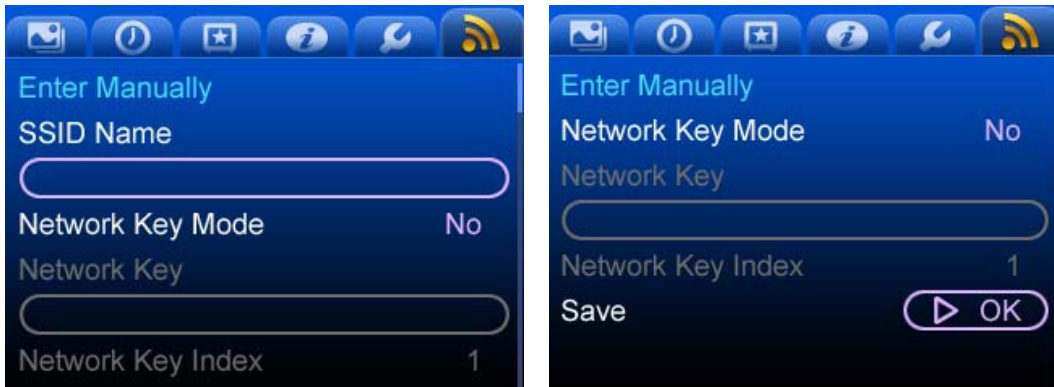 Enter Manually
SSID Name
Network Key Mode No
Network Key
Network Key Index 1
Enter Manually
Network Key Mode No
Network Key
Network Key Index 1
Save OK